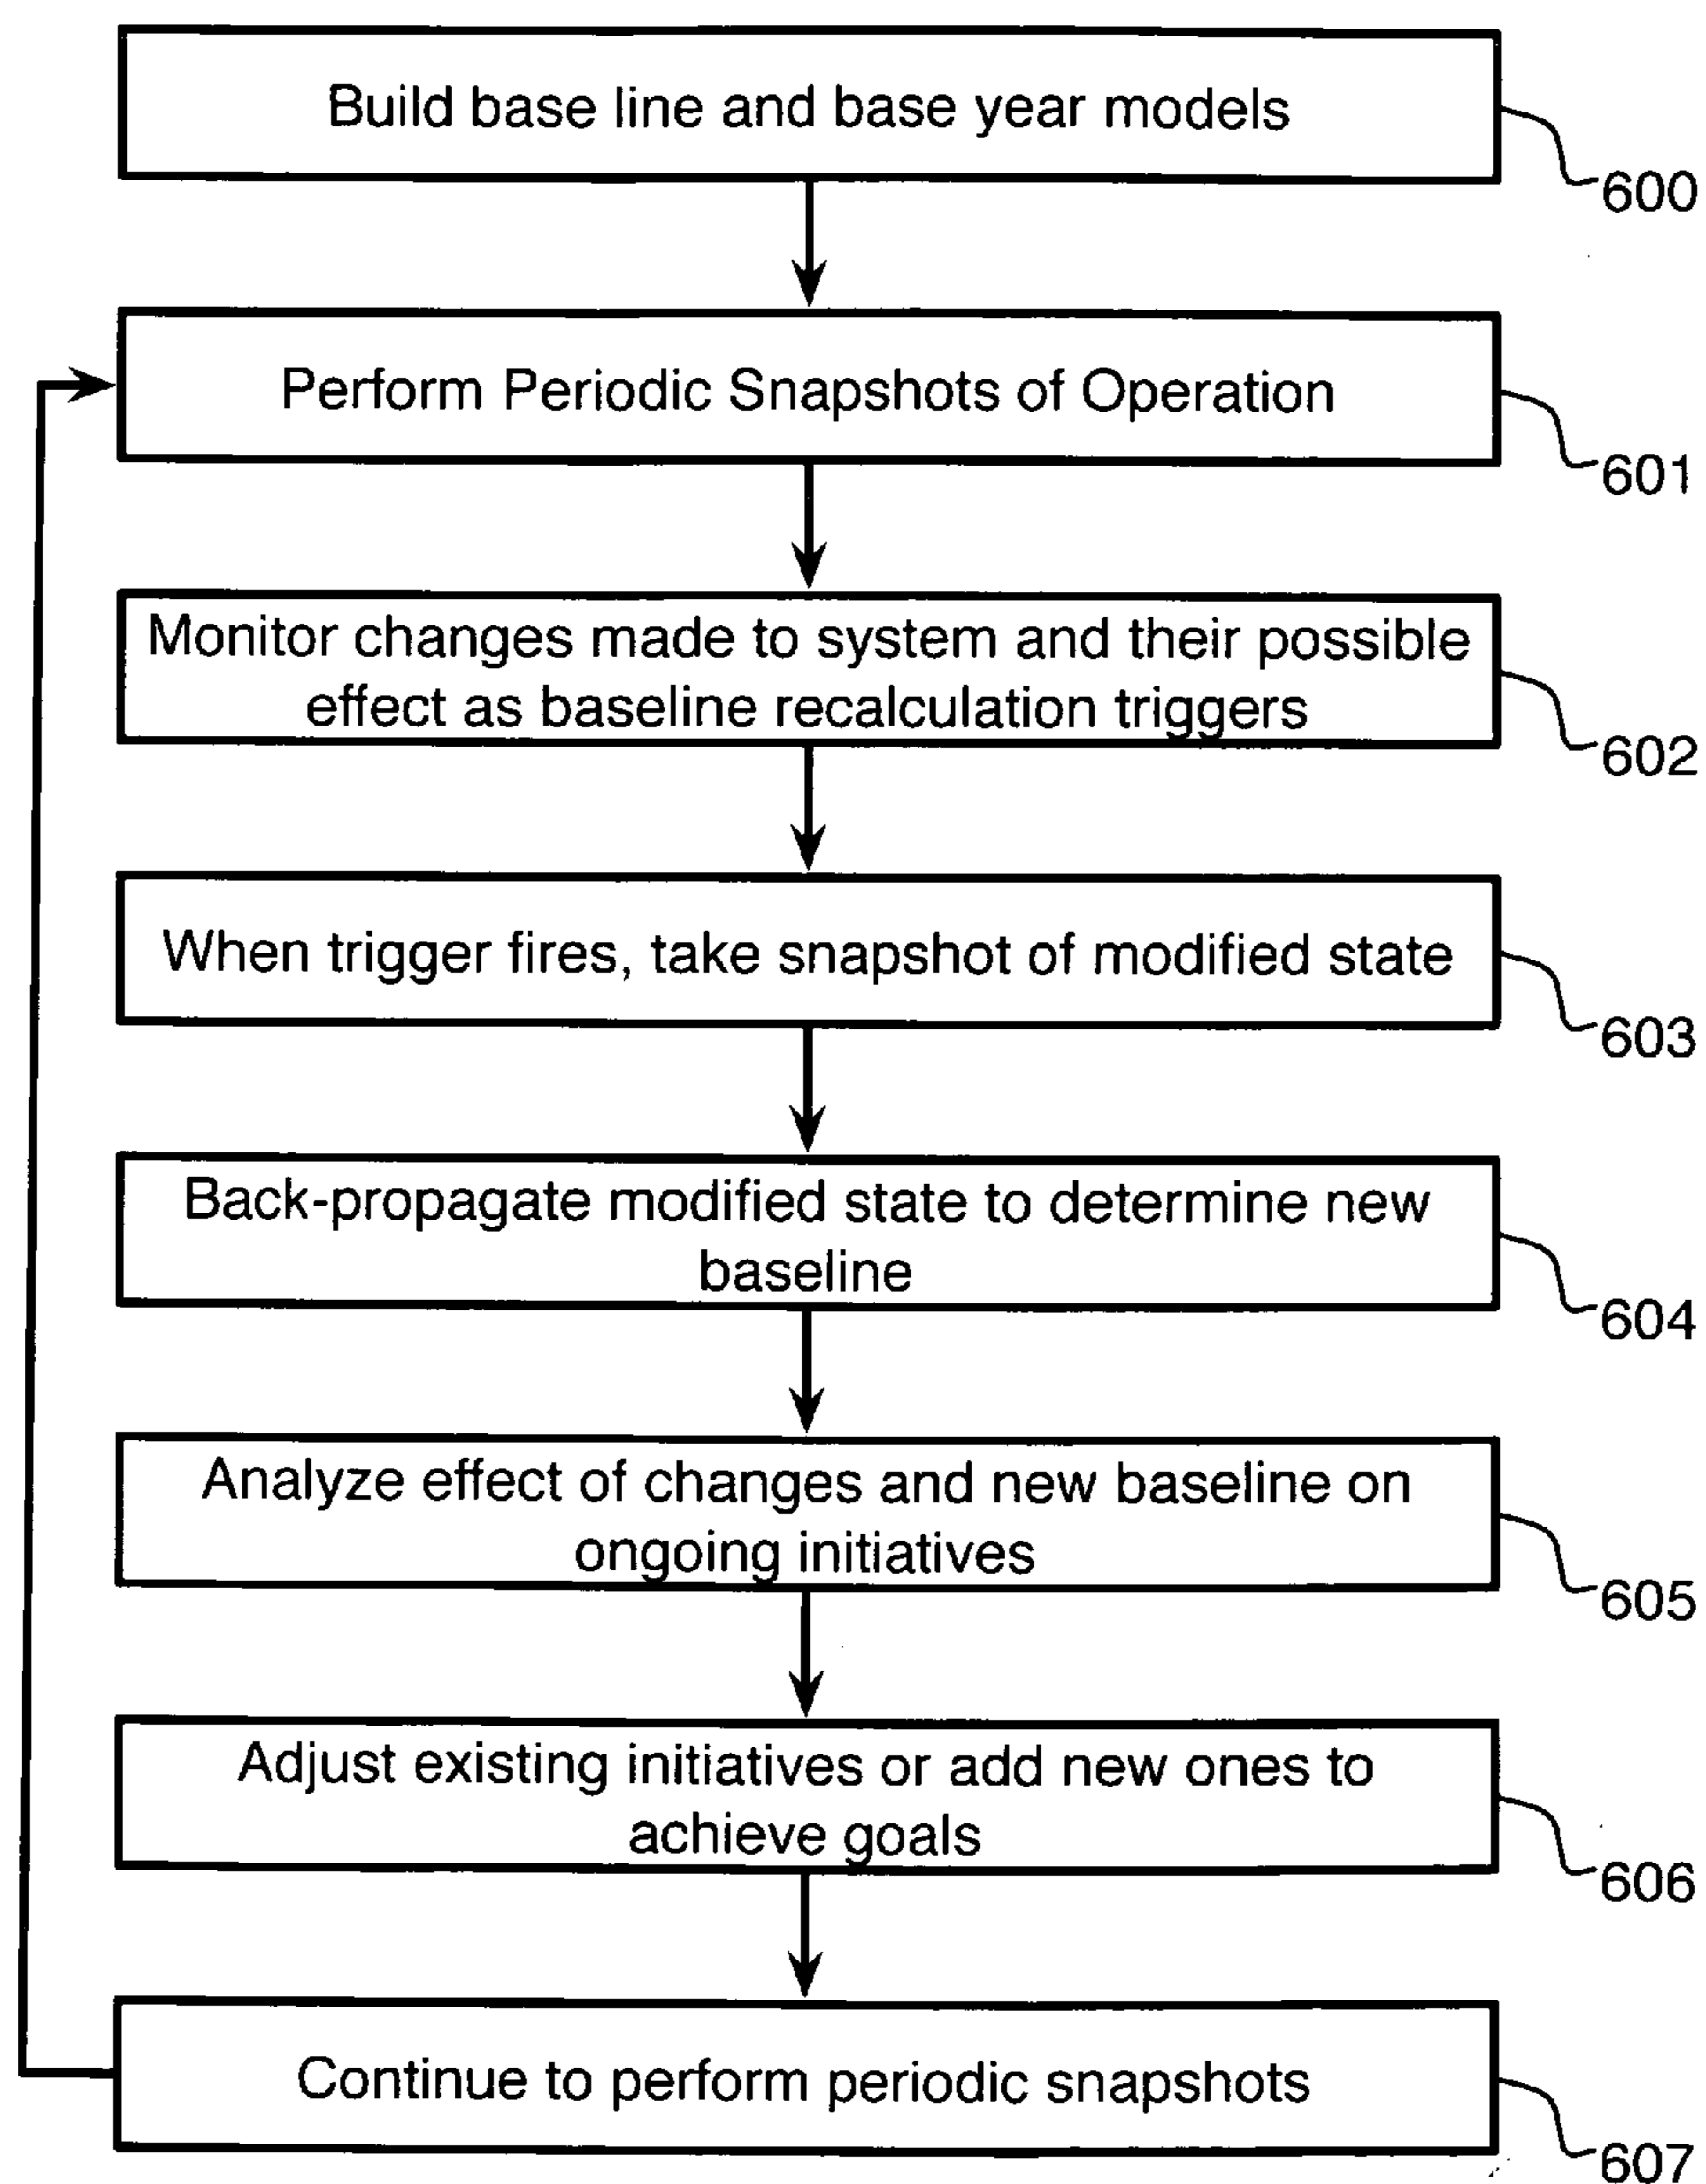 Build base line and base year models
600
Perform Periodic Snapshots of Operation
601
Monitor changes made to system and their possible
effect as baseline recalculation triggers
602
When trigger fires, take snapshot of modified state
603
Back-propagate modified state to determine new
baseline
604
Analyze effect of changes and new baseline on
ongoing initiatives
605
Adjust existing initiatives or add new ones to
achieve goals
606
Continue to perform periodic snapshots
607